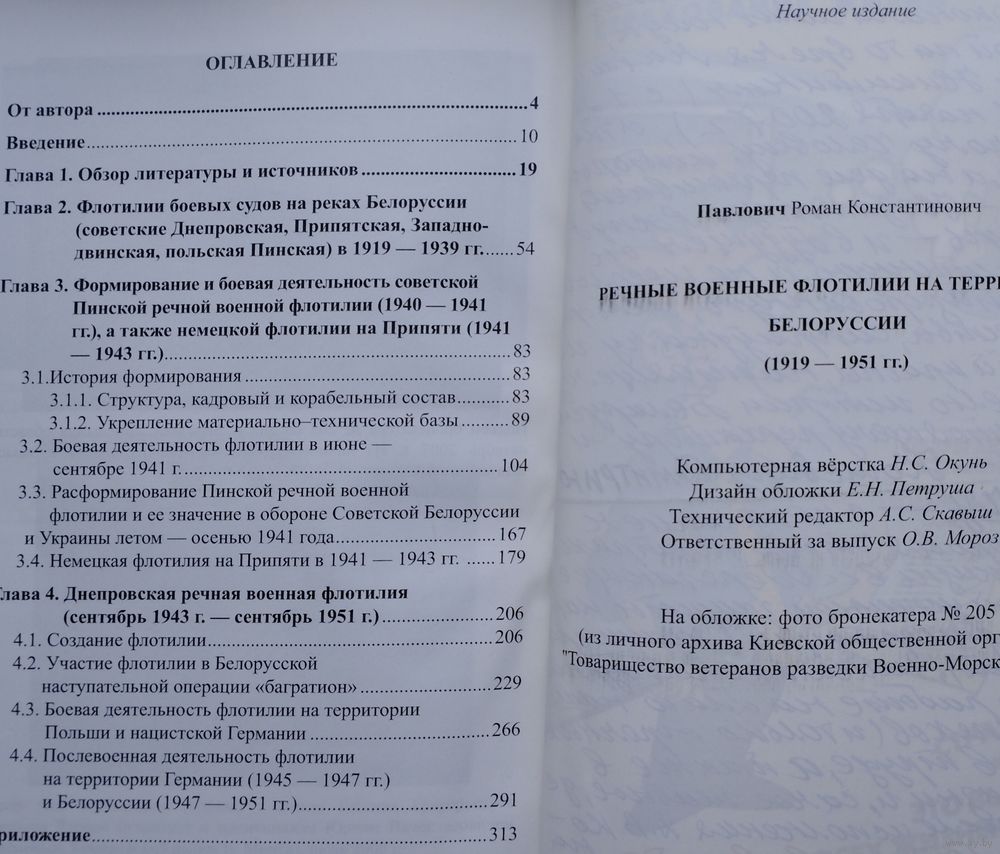 ОГЛАВЛЕНИЕ
От автора ........ 4
Введение ........ 10
Глава 1. Обзор литературы и источников ........ 19
Глава 2. Флотилии боевых судов на реках Белоруссии
(советские Днепровская, Припятская, Западно-
двинская, польская Пинская) в 1919 — 1939 гг. ...... 54
Глава 3. Формирование и боевая деятельность советской
Пинской речной военной флотилии (1940 — 1941
гг.), а также немецкой флотилии на Припяти (1941
— 1943 гг.) ........ 83
3.1.История формирования ........ 83
3.1.1. Структура, кадровый и корабельный состав ........ 83
3.1.2. Укрепление материально–технической базы ........ 89
3.2. Боевая деятельность флотилии в июне —
сентябре 1941 г. ........ 104
3.3. Расформирование Пинской речной военной
флотилии и ее значение в обороне Советской Белоруссии
и Украины летом — осенью 1941 года ........ 167
3.4. Немецкая флотилия на Припяти в 1941 — 1943 гг. ...... 179
лава 4. Днепровская речная военная флотилия
(сентябрь 1943 г. — сентябрь 1951 г.) ........ 206
4.1. Создание флотилии ........ 206
4.2. Участие флотилии в Белорусской
наступательной операции «багратион» ........ 229
4.3. Боевая деятельность флотилии на территории
Польши и нацистской Германии ........ 266
4.4. Послевоенная деятельность флотилии
на территории Германии (1945 — 1947 гг.)
и Белоруссии (1947 — 1951 гг.) ........ 291
риложение ........ 313
Научное издание
Павлович Роман Константинович
РЕЧНЫЕ ВОЕННЫЕ ФЛОТИЛИИ НА ТЕРР
БЕЛОРУССИИ
(1919 — 1951 гг.)
Компьютерная вёрстка Н.С. Окунь
Дизайн обложки Е.Н. Петруша
Технический редактор А.С. Скавыш
Ответственный за выпуск О.В. Мороз
На обложке: фото бронекатера № 205
(из личного архива Киевской общественной орг
"Товарищество ветеранов разведки Военно-Морск
www.ay.by